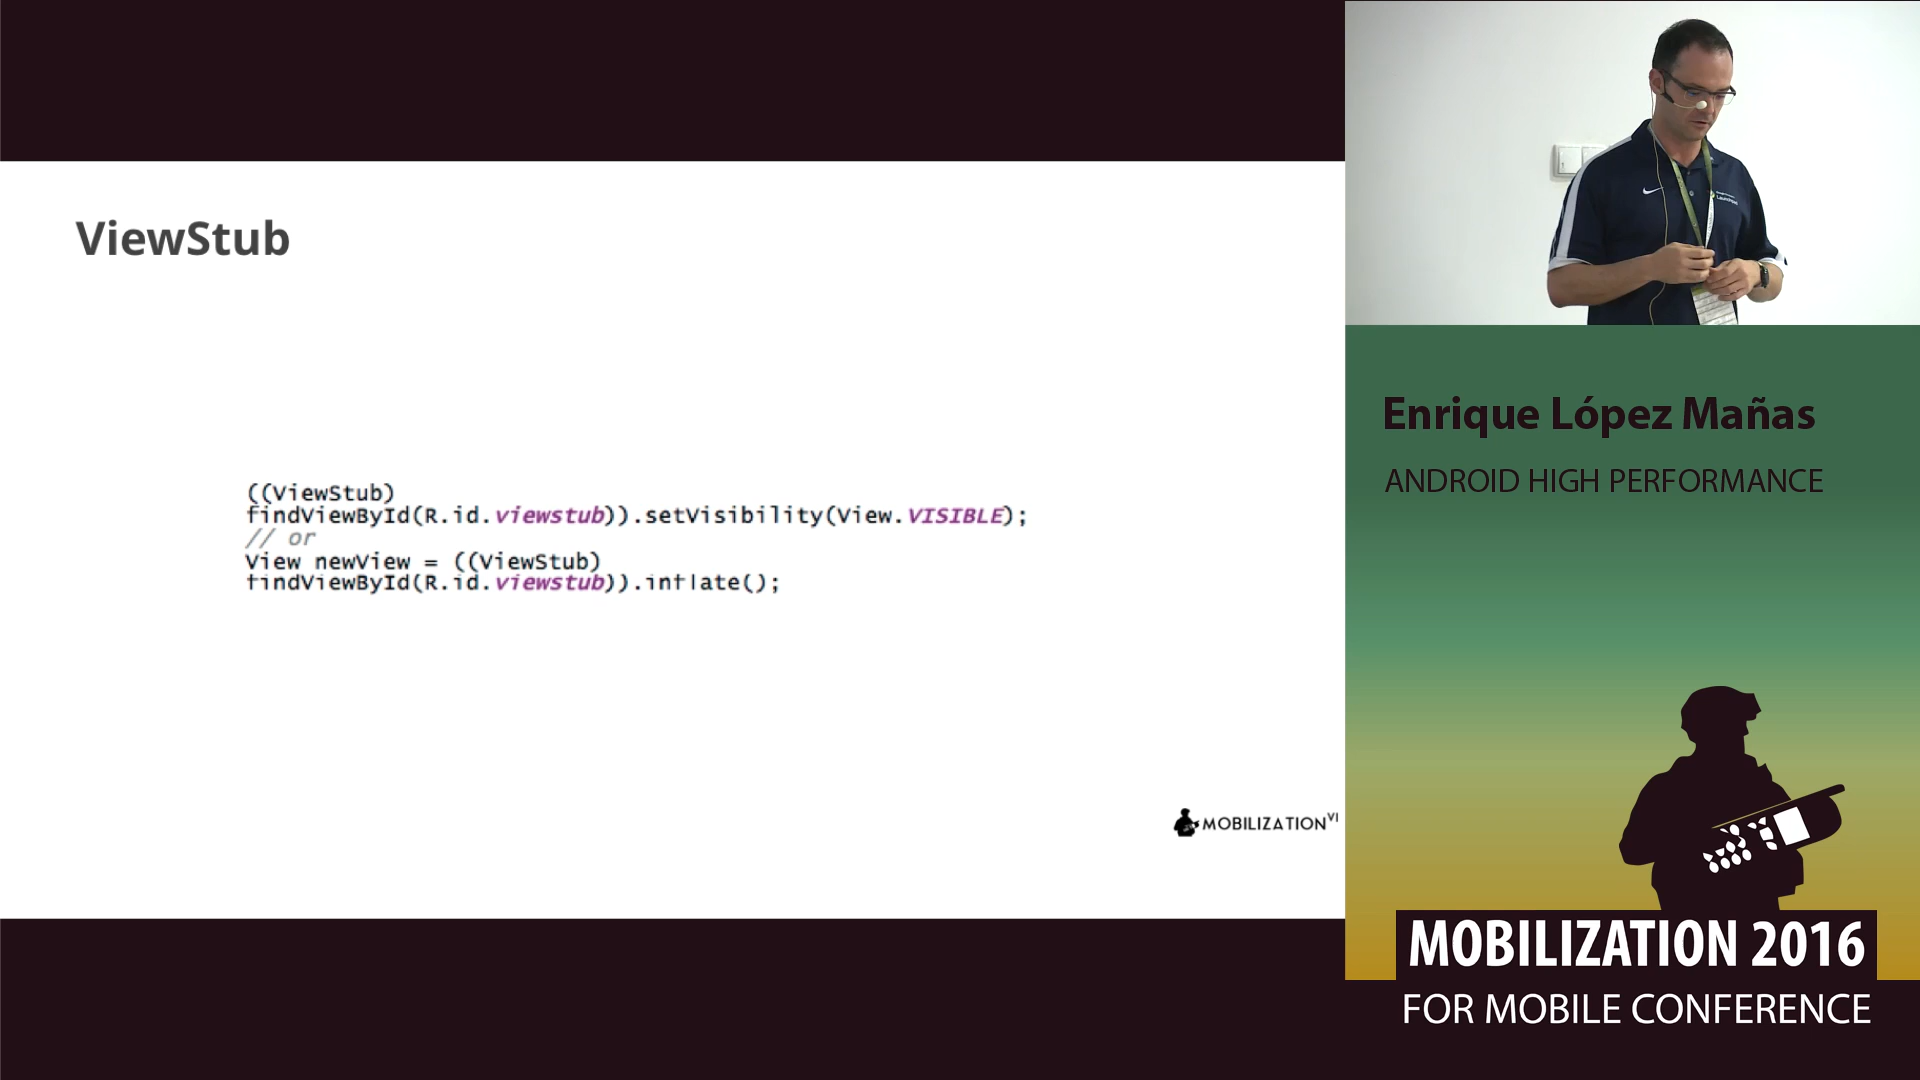 ViewStub
((ViewStub)
findViewById(R.id.viewstub)).setVisibility(View.VISIBLE);
// or
View newView = ((ViewStub)
findViewById(R.id.viewstub)).inflate();
MOBILIZATION VI
Enrique López Mañas
ANDROID HIGH PERFORMANCE
MOBILIZATION 2016
FOR MOBILE CONFERENCE